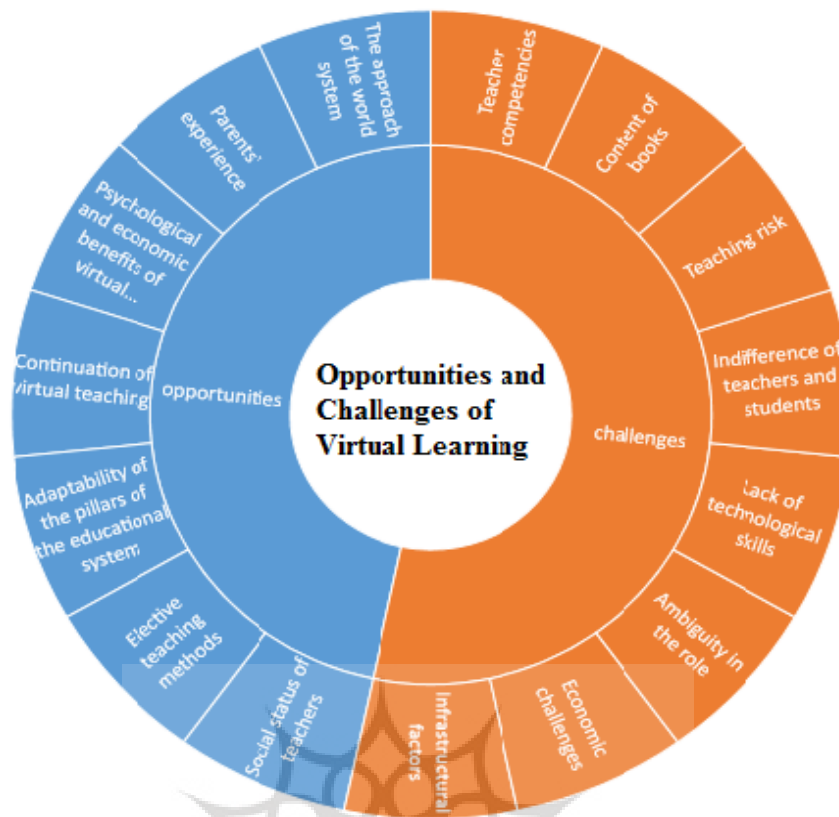 Opportunities and
Challenges of
Virtual Learning
challenges
Teacher
competencies
Content of
books
Teaching risk
Indifference of
teachers and
students
Lack of
technological
skills
Ambiguity in
the role
Economic
challenges
Infrastructural
factors
opportunities
Social status of
teachers
Elective
teaching
methods
Adaptability of
the pillars of
the educational
system
Continuation of
virtual teaching
Psychological
and economic
benefits of
virtual...
Parents'
experience
The approach
of the world
system